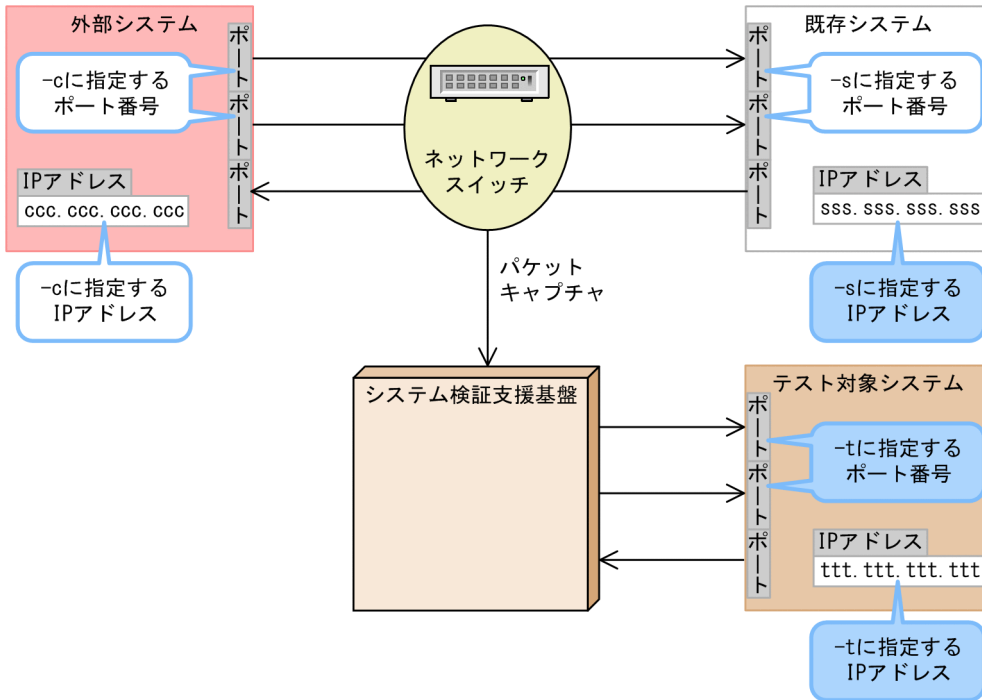 外部システム
ポート
-cに指定する
ポート番号
ポート
ポート
IPアドレス
ccc.ccc.ccc.ccc
-cに指定する
IPアドレス
ネットワーク
スイッチ
パケット
キャプチャ
既存システム
ポート
-sに指定する
ポート番号
ポート
ポート
IPアドレス
sss.sss.sss.sss
-sに指定する
IPアドレス
システム検証支援基盤
テスト対象システム
ポート
-tに指定する
ポート番号
ポート
ポート
IPアドレス
ttt.ttt.ttt.ttt
-tに指定する
IPアドレス